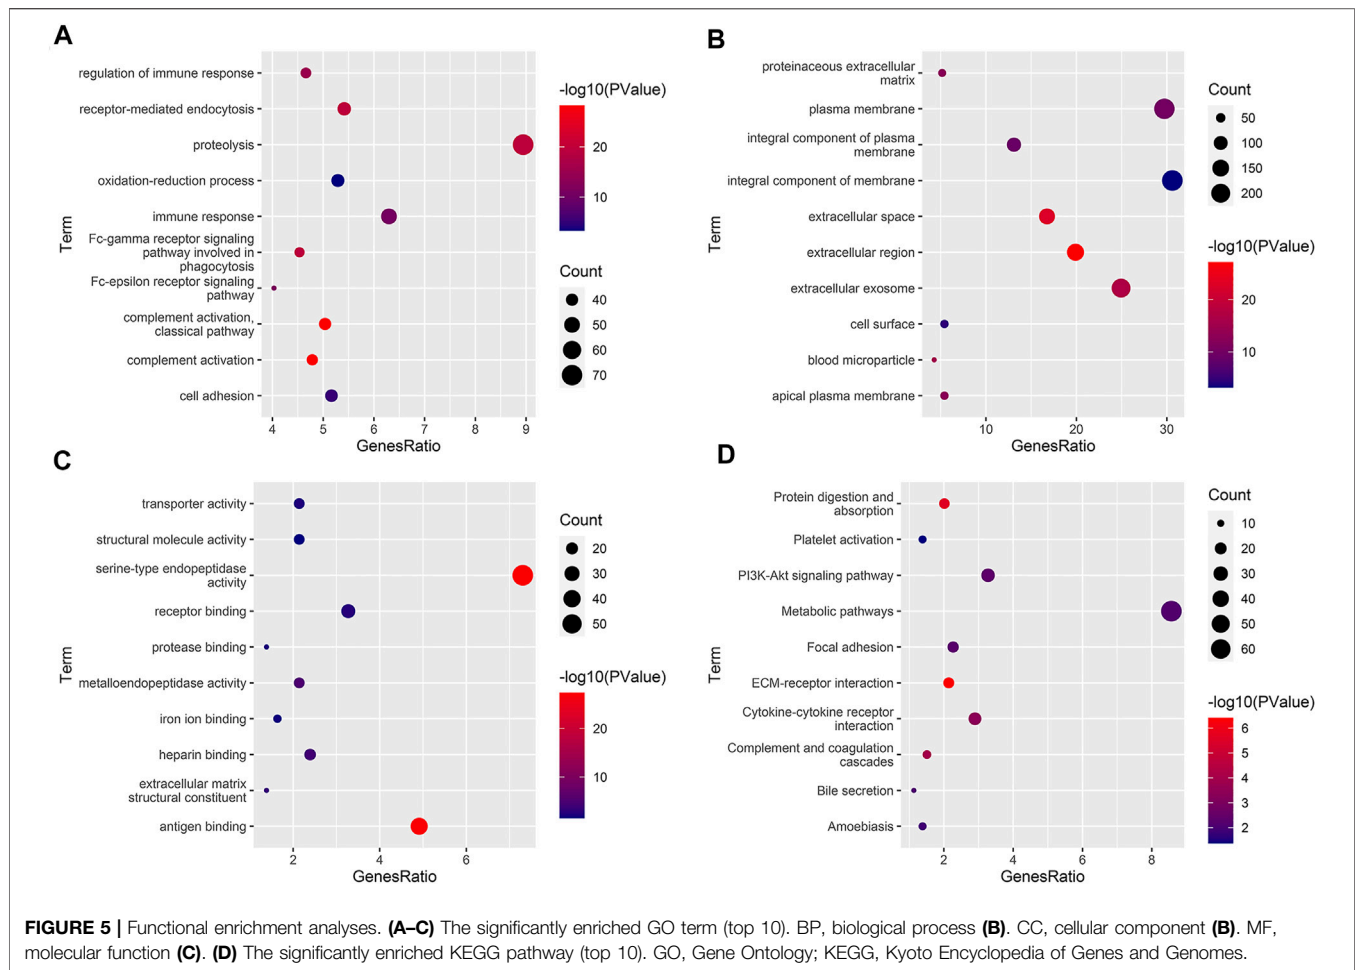 A
regulation of immune response
receptor-mediated endocytosis
proteolysis
oxidation-reduction process
immune response
Fc-gamma receptor signaling
pathway involved in
phagocytosis
Fc-epsilon receptor signaling
pathway
complement activation,
classical pathway
complement activation
cell adhesion
Term
4 5 6 7 8 9
GenesRatio
-log10(PValue)
20
10
Count
40
50
60
70
B
proteinaceous extracellular
matrix
plasma membrane
integral component of plasma
membrane
integral component of membrane
extracellular space
extracellular region
extracellular exosome
cell surface
blood microparticle
apical plasma membrane
Term
10 20 30
GenesRatio
Count
50
100
150
200
-log10(PValue)
20
10
C
transporter activity
structural molecule activity
serine-type endopeptidase
activity
receptor binding
protease binding
metalloendopeptidase activity
iron ion binding
heparin binding
extracellular matrix
structural constituent
antigen binding
Term
2 4 6
GenesRatio
Count
20
30
40
50
-log10(PValue)
20
10
D
Protein digestion and
absorption
Platelet activation
PI3K-Akt signaling pathway
Metabolic pathways
Focal adhesion
ECM-receptor interaction
Cytokine-cytokine receptor
interaction
Complement and coagulation
cascades
Bile secretion
Amoebiasis
Term
2 4 6 8
GenesRatio
Count
10
20
30
40
50
60
-log10(PValue)
6
5
4
3
2
FIGURE 5 | Functional enrichment analyses. (A–C) The significantly enriched GO term (top 10). BP, biological process (B). CC, cellular component (B). MF,
molecular function (C). (D) The significantly enriched KEGG pathway (top 10). GO, Gene Ontology; KEGG, Kyoto Encyclopedia of Genes and Genomes.